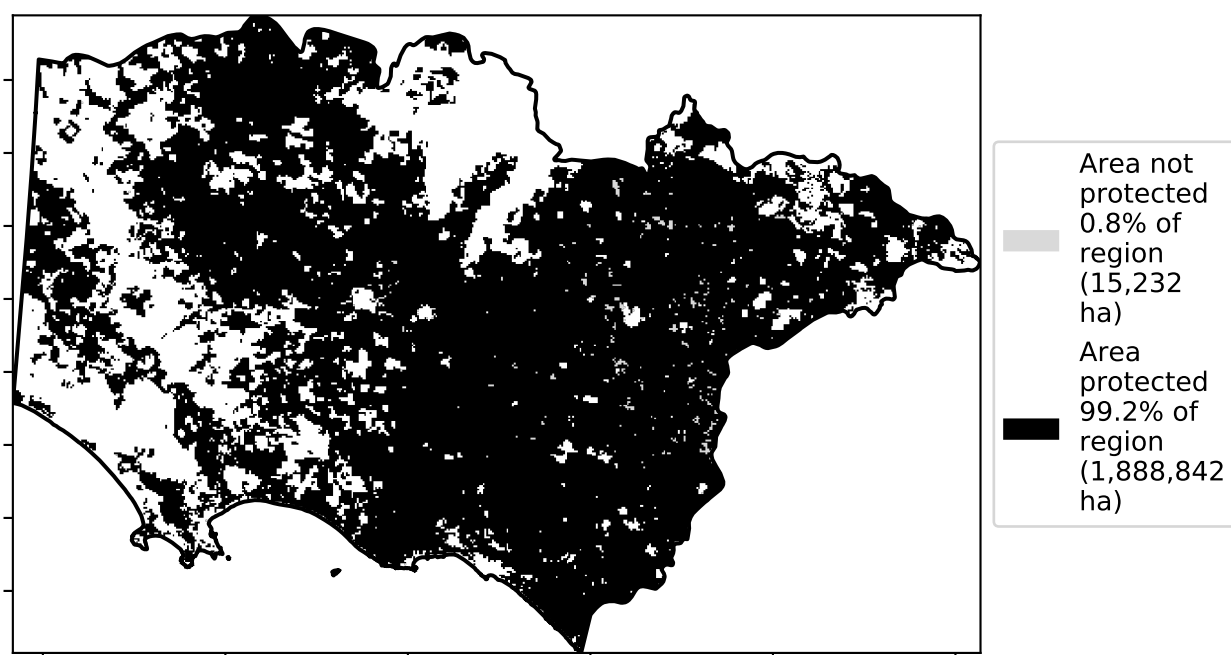 Area not
protected
0.8% of
region
(15,232
ha)
Area
protected
99.2% of
region
(1,888,842
ha)